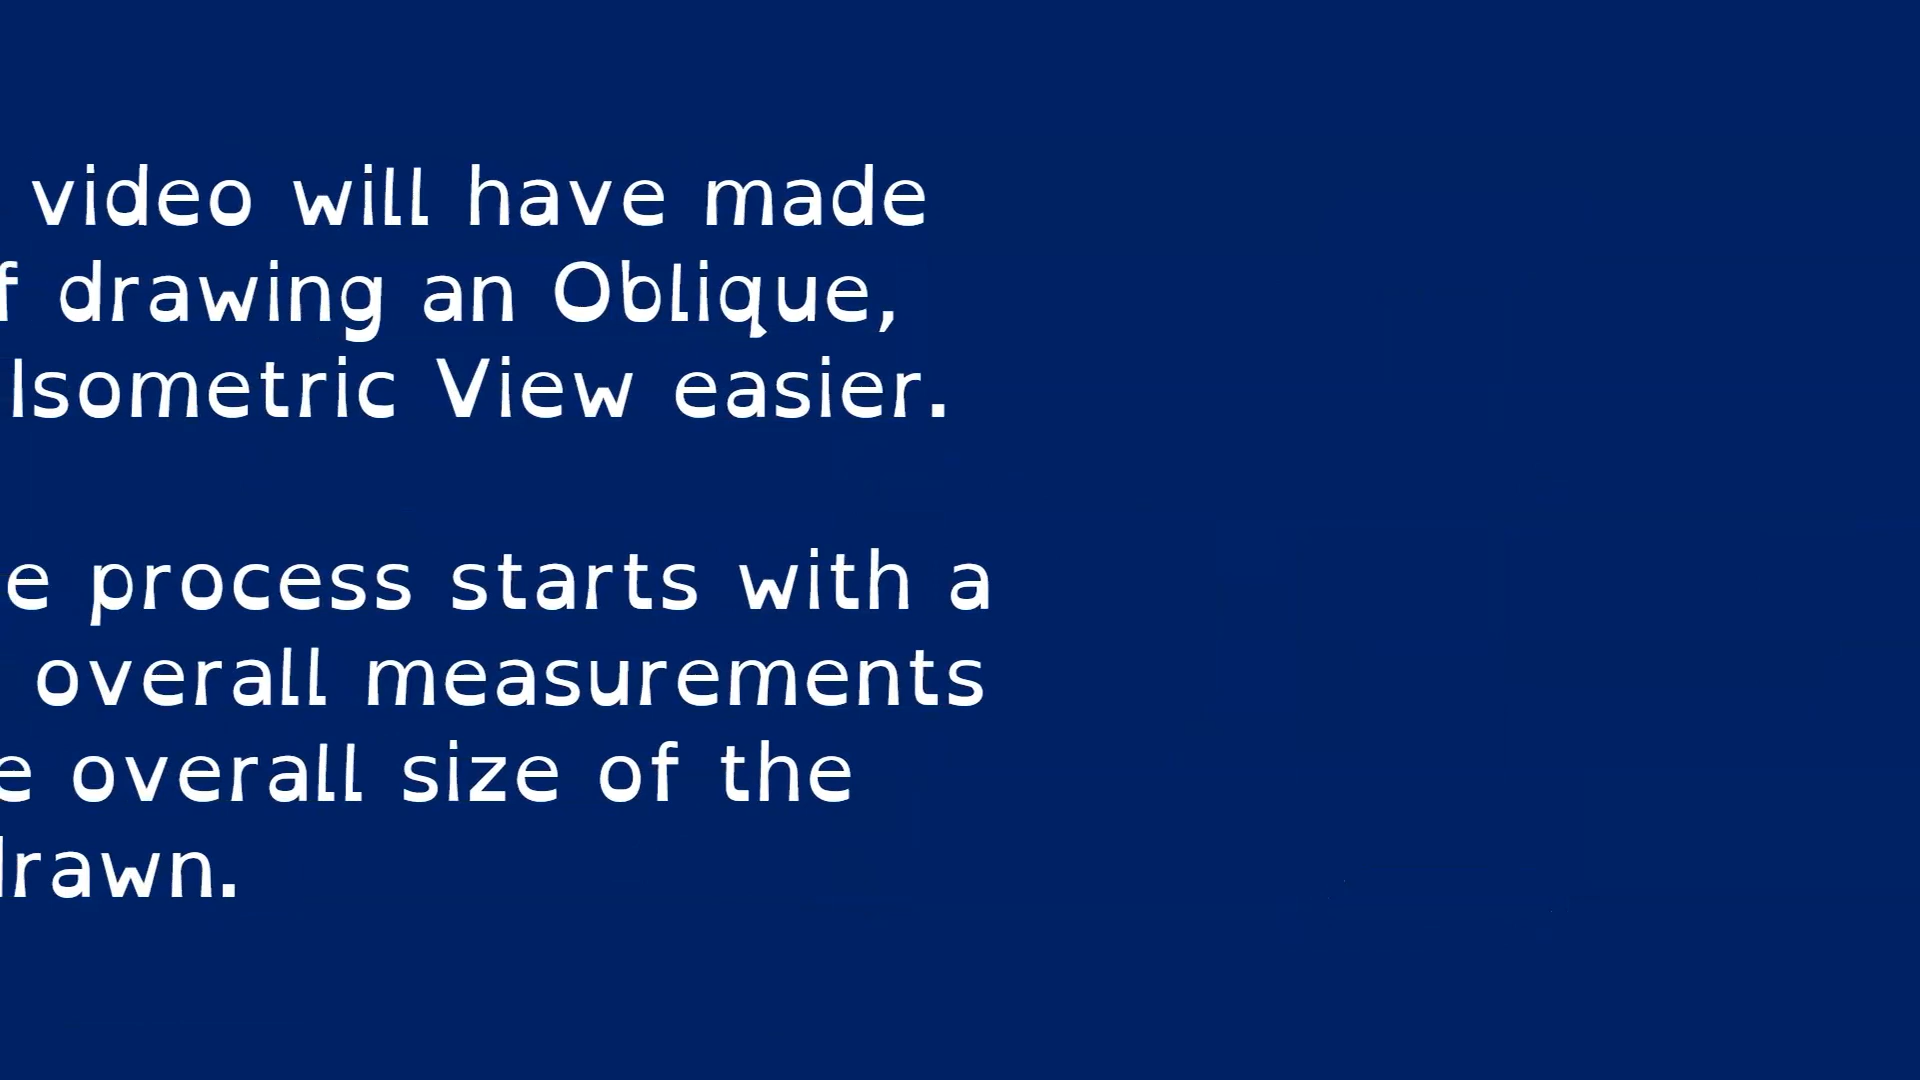 video will have made
f drawing an Oblique,
Isometric View easier.
e process starts with a
overall measurements
e overall size of the
drawn.